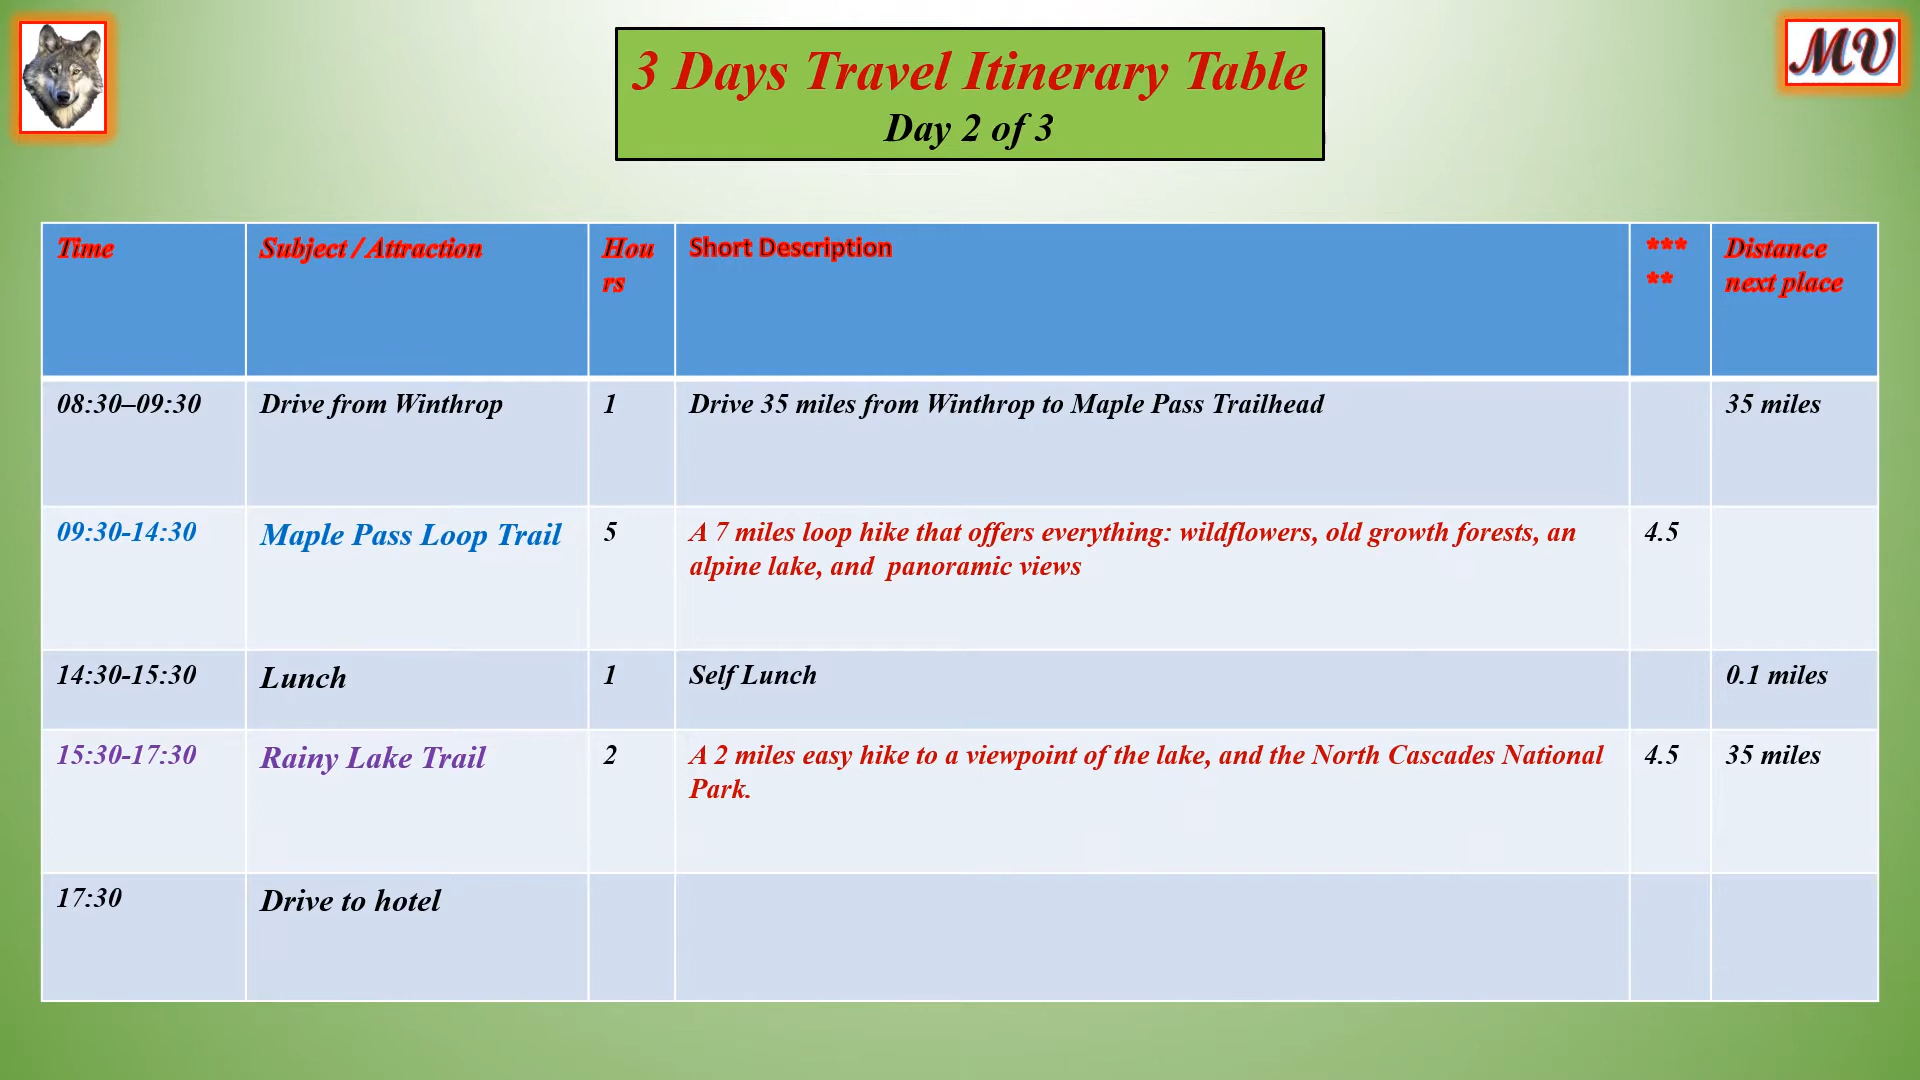 MV
3 Days Travel Itinerary Table
Day 2 of 3
Time
Subject / Attraction
Hou
rs
Short Description
***
**
Distance
next place
08:30–09:30
Drive from Winthrop
1
Drive 35 miles from Winthrop to Maple Pass Trailhead
35 miles
09:30-14:30
Maple Pass Loop Trail
5
A 7 miles loop hike that offers everything: wildflowers, old growth forests, an
alpine lake, and  panoramic views
4.5
14:30-15:30
Lunch
1
Self Lunch
0.1 miles
15:30-17:30
Rainy Lake Trail
2
A 2 miles easy hike to a viewpoint of the lake, and the North Cascades National
Park.
4.5
35 miles
17:30
Drive to hotel